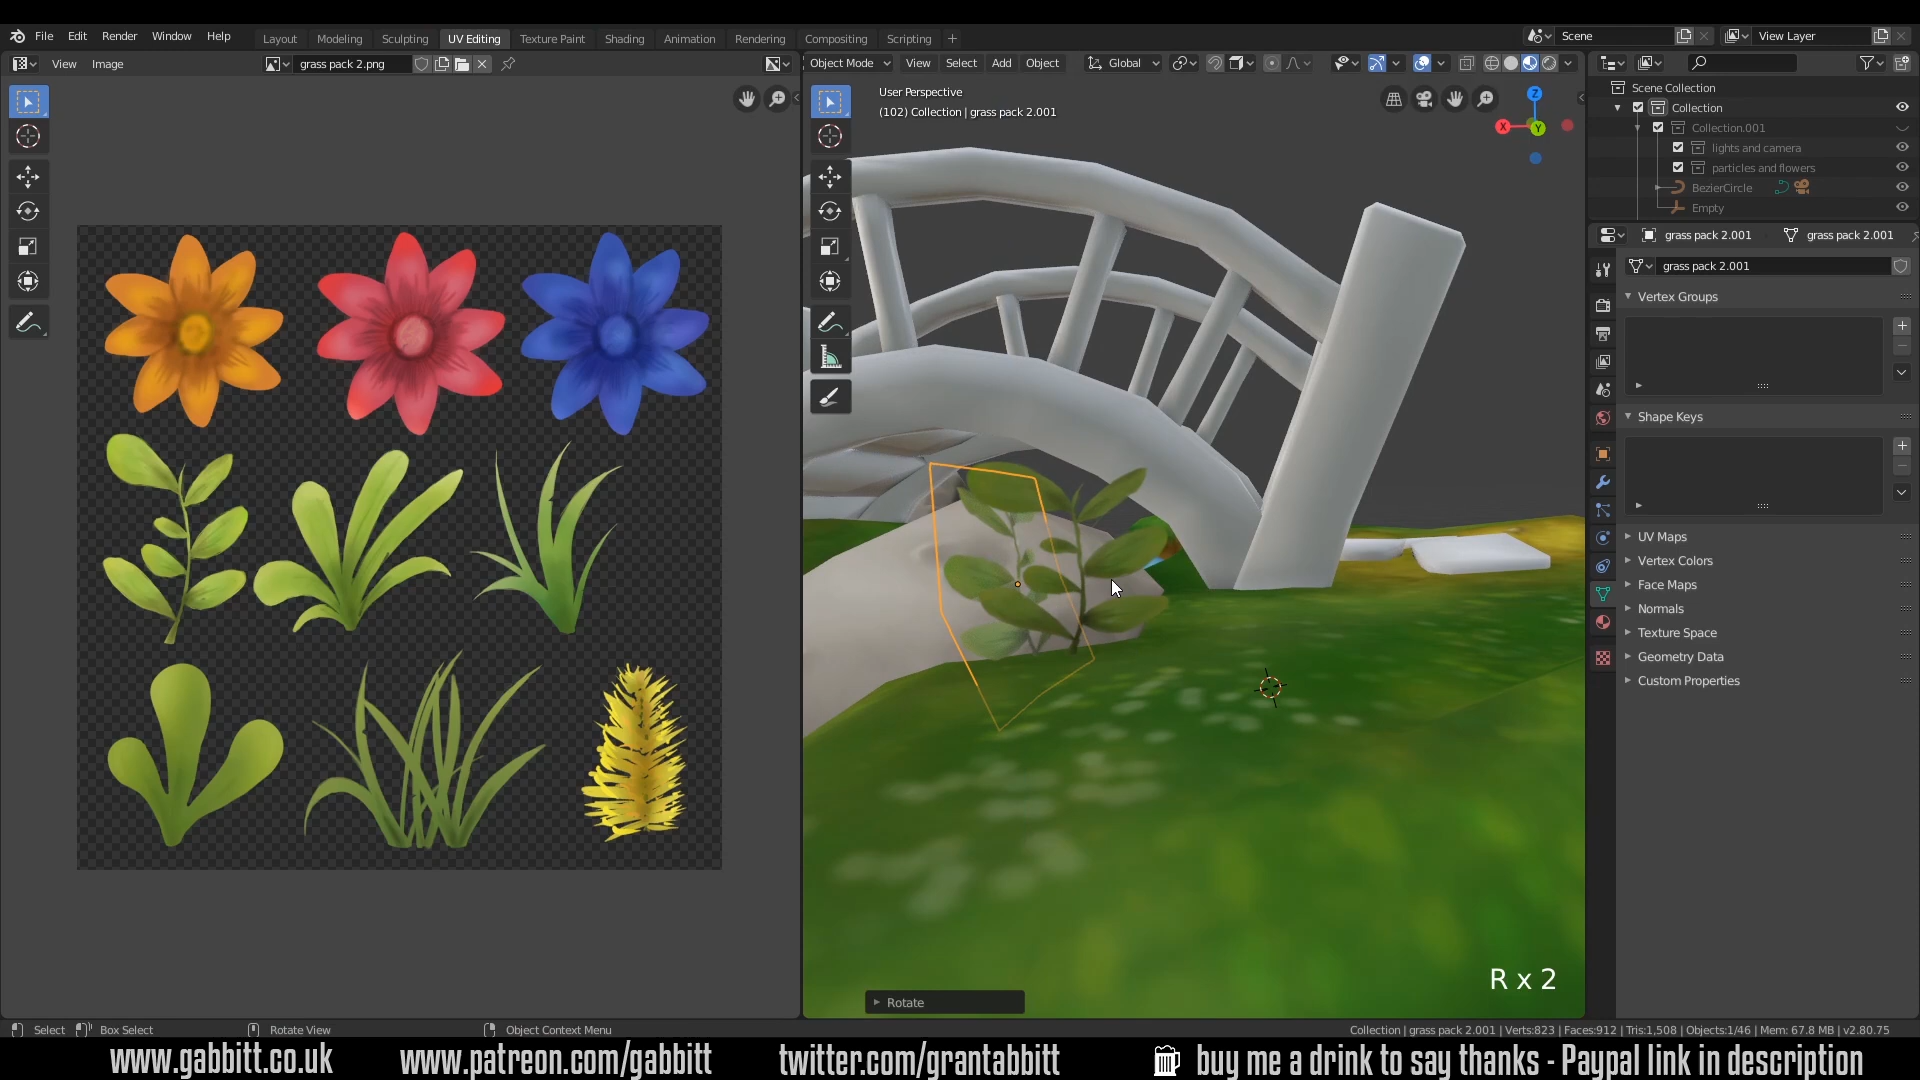 File Edit Render Window Help
Layout Modeling Sculpting UV Editing Texture Paint Shading Animation Rendering Compositing Scripting +
Scene
View Layer
View Image
grass pack 2.png
Object Mode View Select Add Object Global
User Perspective
(102) Collection | grass pack 2.001
Z
X
Y
Scene Collection
Collection
Collection.001
lights and camera
particles and flowers
BezierCircle
Empty
grass pack 2.001 grass pack 2.001
grass pack 2.001
Vertex Groups
Shape Keys
UV Maps
Vertex Colors
Face Maps
Normals
Texture Space
Geometry Data
Custom Properties
R x 2
Rotate
Select Box Select Rotate View Object Context Menu
Collection | grass pack 2.001 | Verts:823 | Faces:912 | Tris:1,508 | Objects:1/46 | Mem: 67.8 MB | v2.80.75
www.gabbitt.co.uk www.patreon.com/gabbitt twitter.com/grantabbitt buy me a drink to say thanks - Paypal link in description